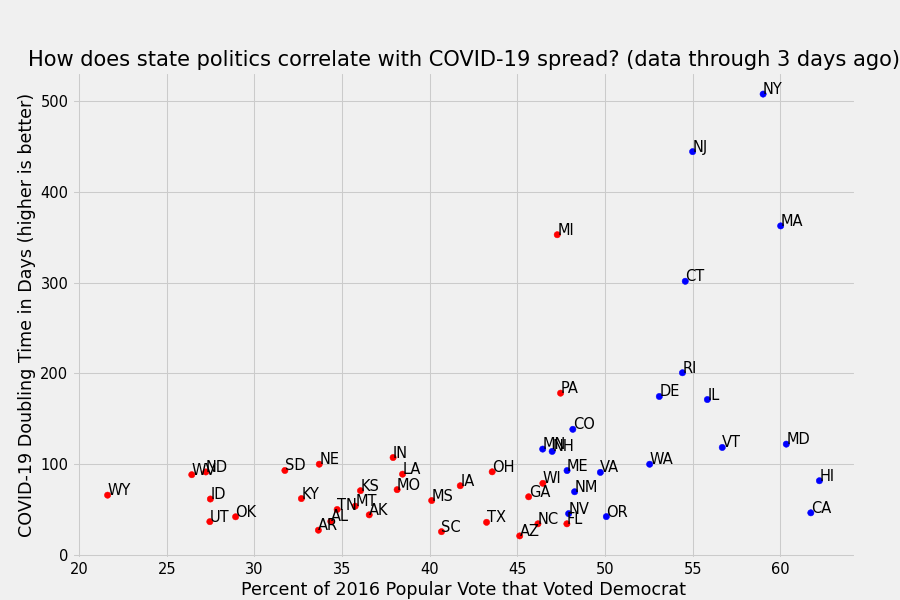 How does state politics correlate with COVID-19 spread? (data through 3 days ago)
COVID-19 Doubling Time in Days (higher is better)
500
400
300
200
100
0
NY
NJ
MA
MI
CT
RI
PA
DE
IL
CO
MD
VT
MN
NH
IN
NE
WA
SD
ND
WV
LA
OH
ME
VA
HI
WI
IA
KS
MO
NM
WY
GA
ID
KY
MS
TN
MT
AK
NV
CA
OK
OR
UT
AL
TX
NC
FL
AR
SC
AZ
20
25
30
35
40
45
50
55
60
Percent of 2016 Popular Vote that Voted Democrat